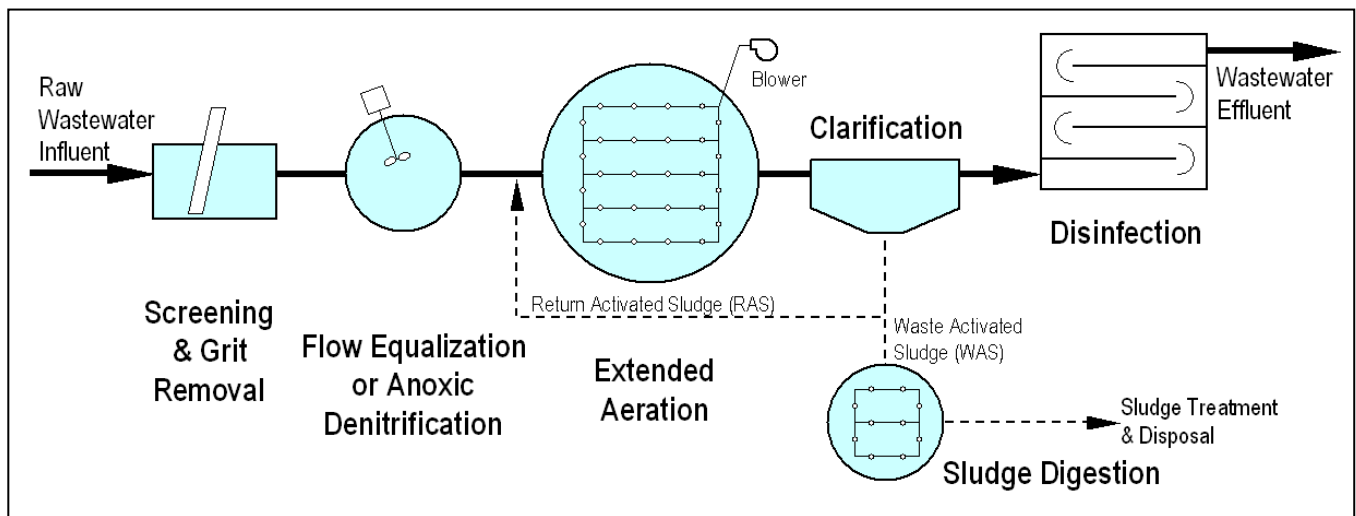 Raw
Wastewater
Influent
Screening
& Grit
Removal
Flow Equalization
or Anoxic
Denitrification
Blower
Extended
Aeration
Return Activated Sludge (RAS)
Clarification
Waste Activated
Sludge (WAS)
Sludge Digestion
Sludge Treatment
& Disposal
Disinfection
Wastewater
Effluent